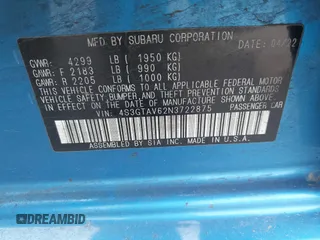 MFD BY SUBARU CORPORATION DATE: 04/22
GVWR: 4299 LB ( 1950 KG)
GAWR: F 2183 LB ( 990 KG)
GAWR: R 2205 LB ( 1000 KG)
THIS VEHICLE CONFORMS TO ALL APPLICABLE FEDERAL MOTOR
VEHICLE SAFETY, BUMPER, AND THEFT PREVENTION STANDARDS
IN EFFECT ON THE DATE OF MANUFACTURE SHOWN ABOVE.
VIN: 4S3GTAV62N3722875 PASSENGER CAR
ASSEMBLED BY SIA INC. MADE IN U.S.A.
DREAMBID